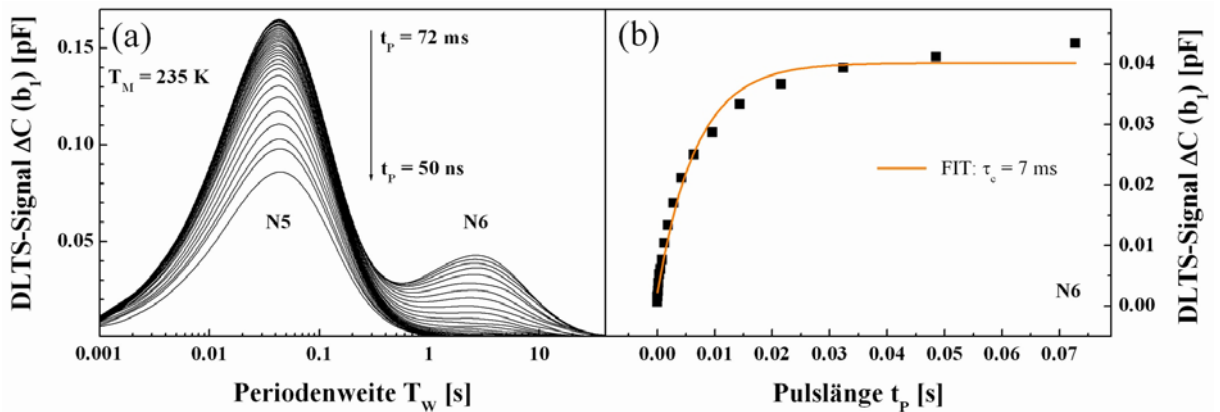 (a)
t_P = 72 ms
T_M = 235 K
t_P = 50 ns
N5
N6
DLTS-Signal ΔC (b_1) [pF]
0.15
0.10
0.05
0.001
0.01
0.1
1
10
Periodenweite T_W [s]
(b)
FIT: τ_c = 7 ms
N6
0.04
0.03
0.02
0.01
0.00
DLTS-Signal ΔC (b_1) [pF]
0.00
0.01
0.02
0.03
0.04
0.05
0.06
0.07
Pulslänge t_P [s]